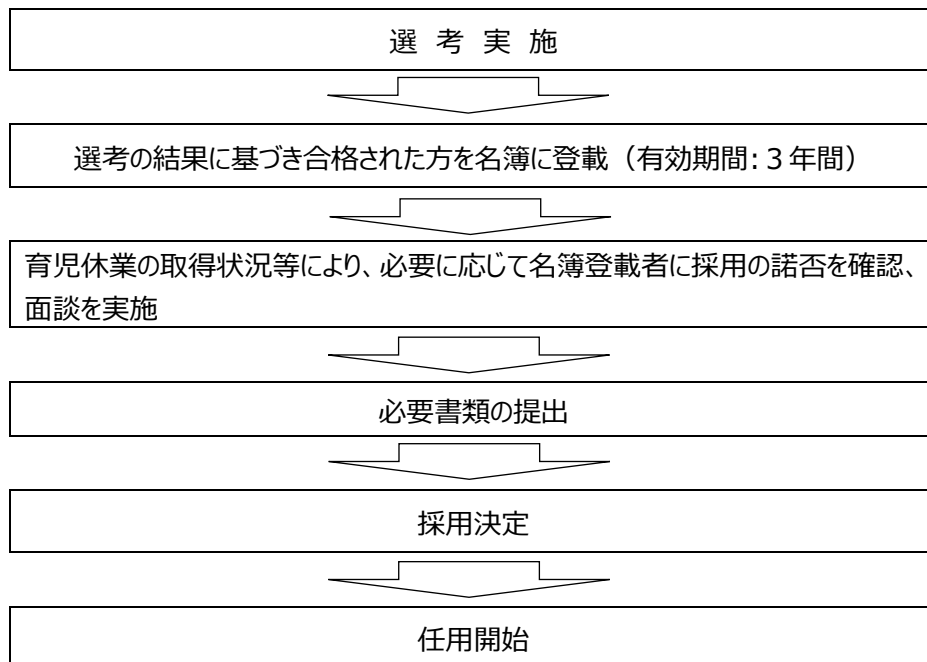 選 考 実 施
選考の結果に基づき合格された方を名簿に登載（有効期間：３年間）
育児休業の取得状況等により、必要に応じて名簿登載者に採用の諾否を確認、
面談を実施
必要書類の提出
採用決定
任用開始